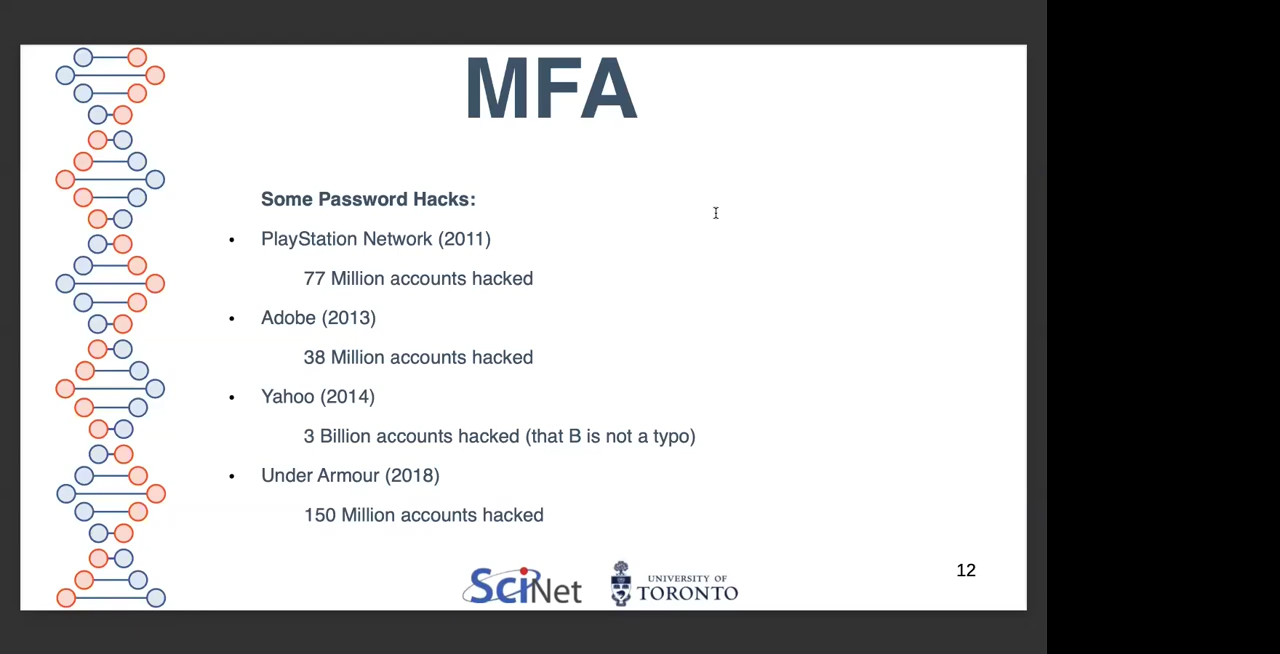 MFA
Some Password Hacks:
• PlayStation Network (2011)
77 Million accounts hacked
• Adobe (2013)
38 Million accounts hacked
• Yahoo (2014)
3 Billion accounts hacked (that B is not a typo)
• Under Armour (2018)
150 Million accounts hacked
SciNet
UNIVERSITY OF
TORONTO
12